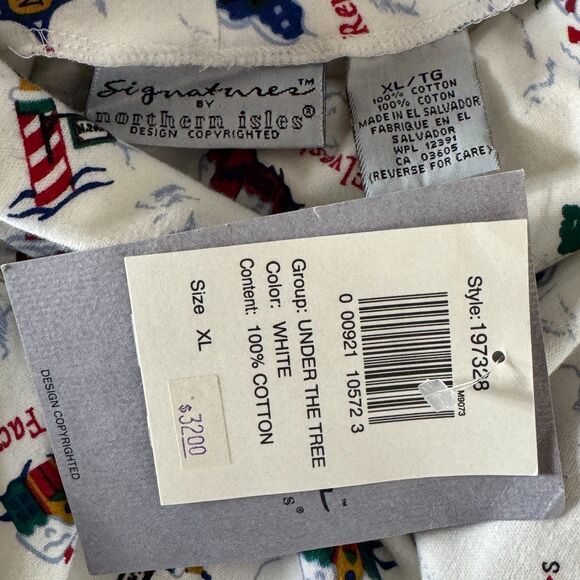 Signatures™
BY
northern isles®
DESIGN COPYRIGHTED
XL/TG
100% COTTON
100% COTON
MADE IN EL SALVADOR
FABRIQUE EN EL
SALVADOR
WPL 12391
CA 03605
(REVERSE FOR CARE)
Style: 197328
M9073
0 00921 10572 3
Group: UNDER THE TREE
Color: WHITE
Content: 100% COTTON
Size XL
$3200
DESIGN COPYRIGHTED